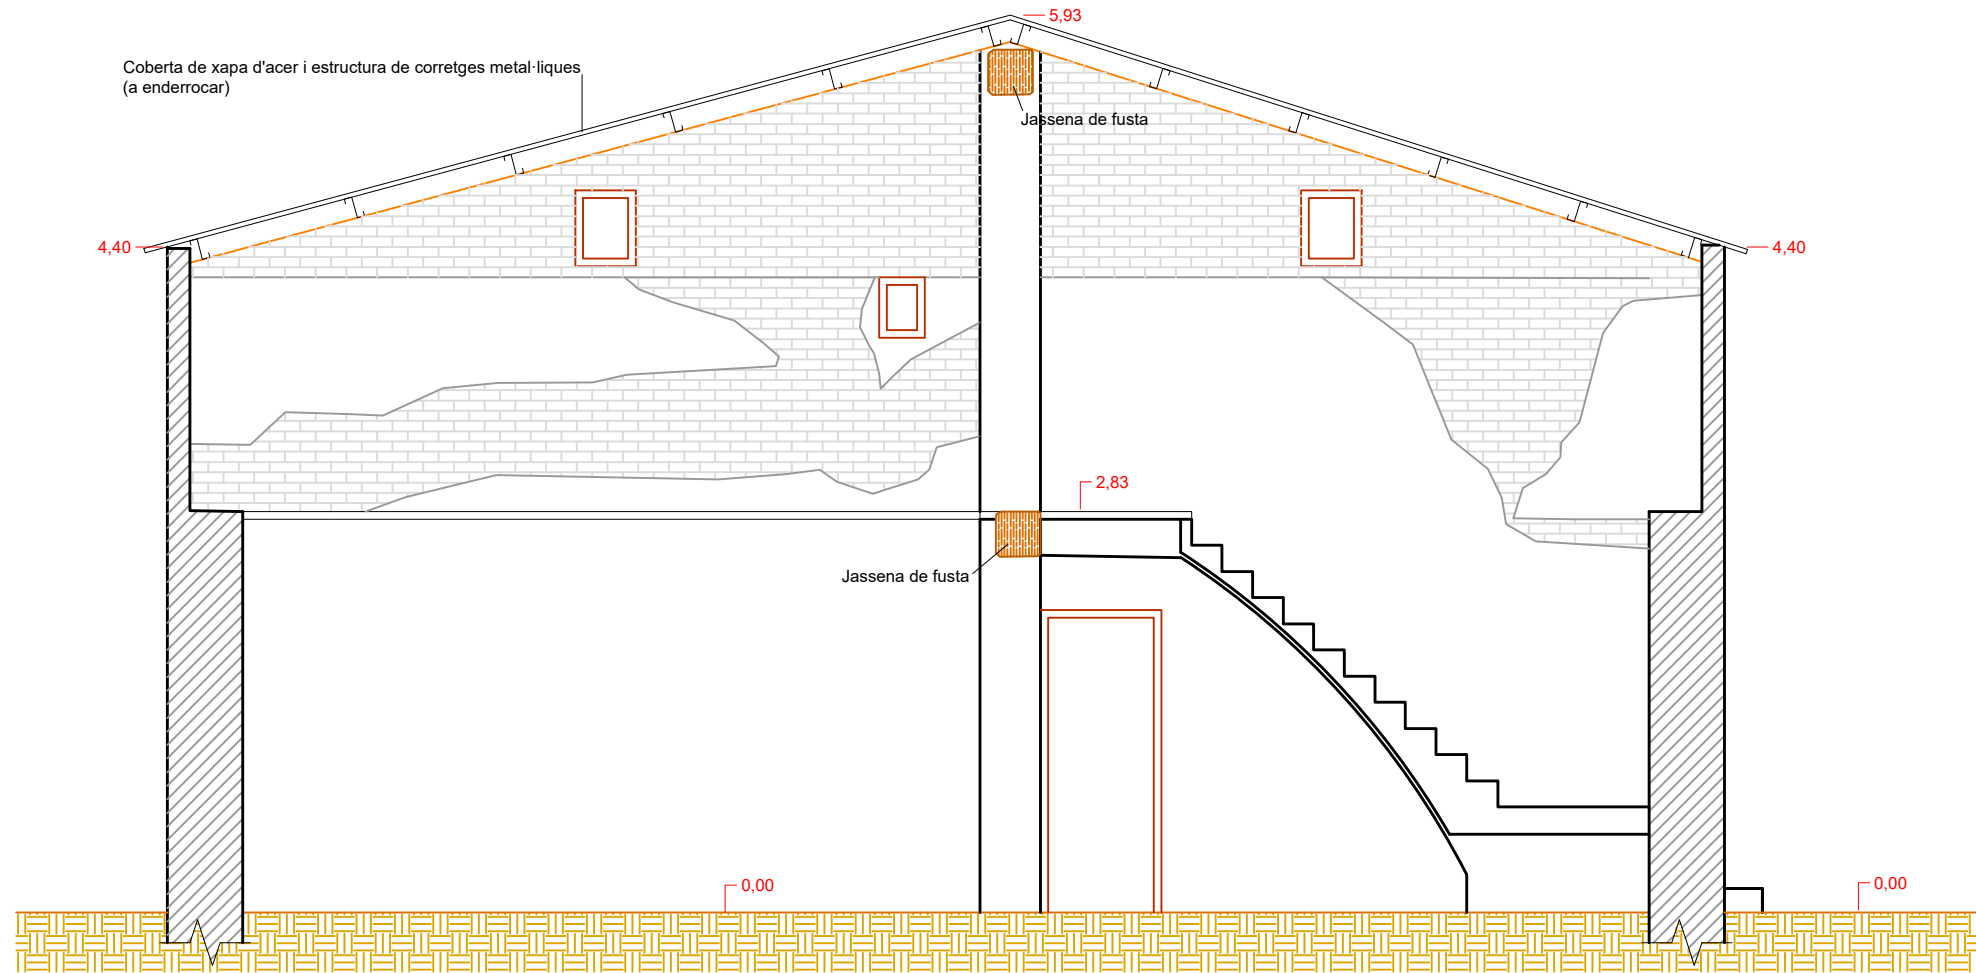 5,93
Coberta de xapa d'acer i estructura de corretges metal·liques
(a enderrocar)
Jassena de fusta
4,40
4,40
2,83
Jassena de fusta
0,00
0,00